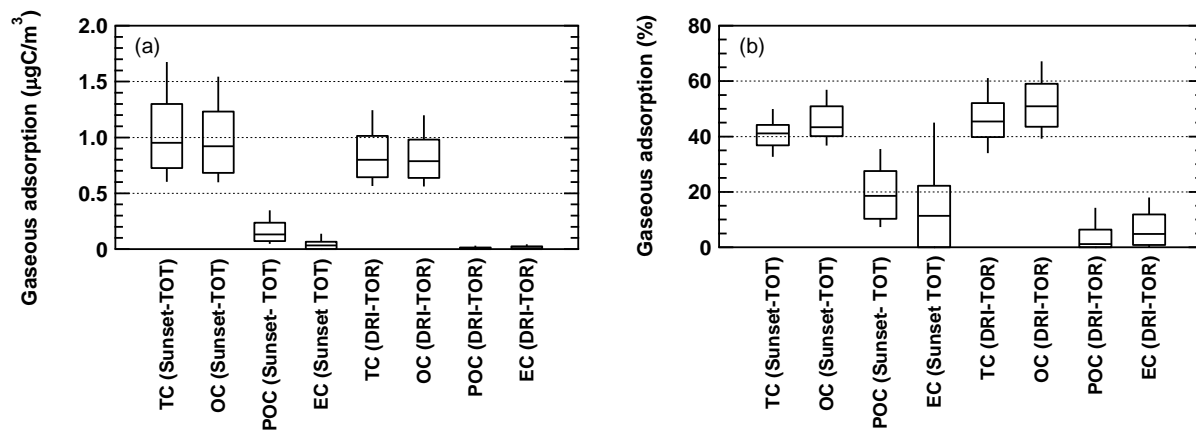 Gaseous adsorption (µgC/m³)
2.0
1.5
1.0
0.5
0
(a)
TC (Sunset-TOT)
OC (Sunset-TOT)
POC (Sunset- TOT)
EC (Sunset TOT)
TC (DRI-TOR)
OC (DRI-TOR)
POC (DRI-TOR)
EC (DRI-TOR)
Gaseous adsorption (%)
80
60
40
20
0
(b)
TC (Sunset-TOT)
OC (Sunset-TOT)
POC (Sunset- TOT)
EC (Sunset TOT)
TC (DRI-TOR)
OC (DRI-TOR)
POC (DRI-TOR)
EC (DRI-TOR)